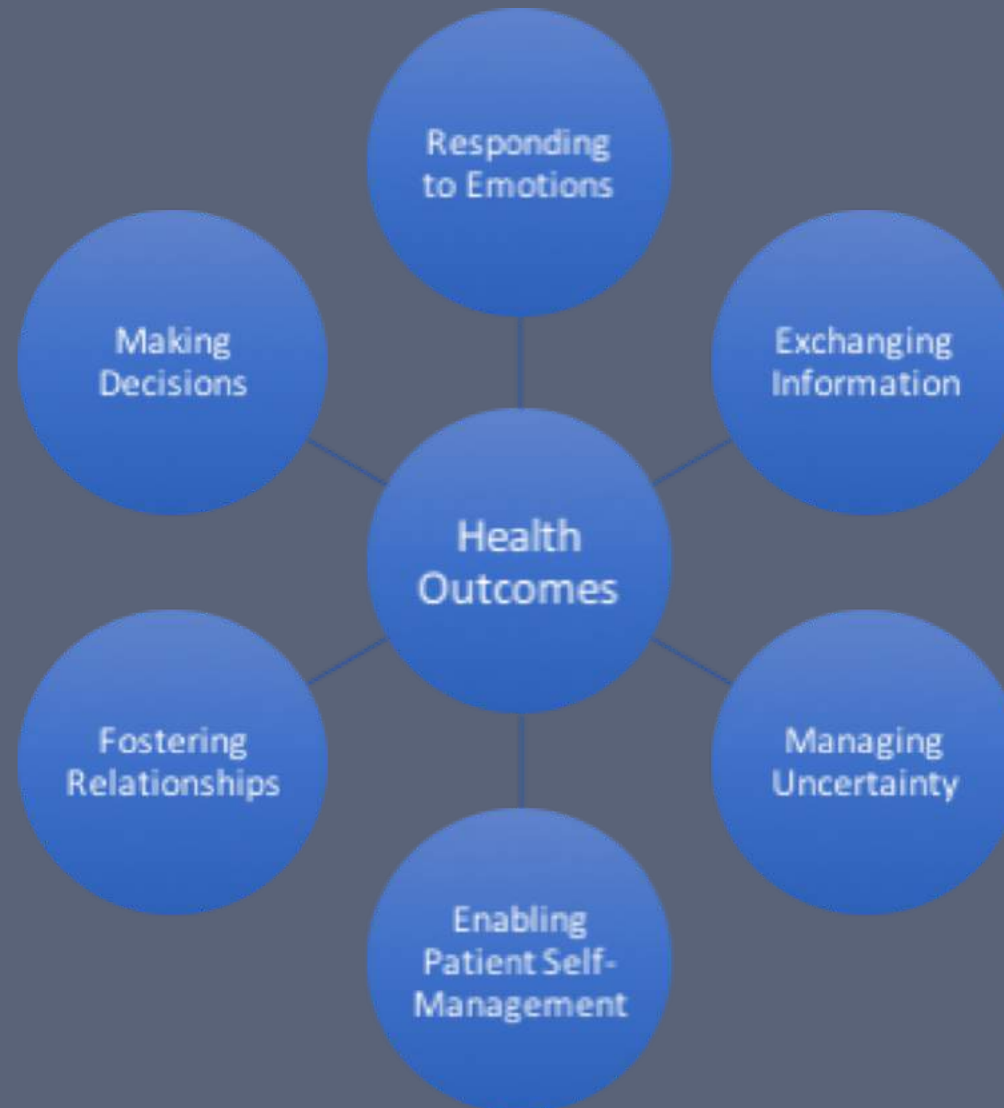 Responding
to Emotions
Making
Decisions
Exchanging
Information
Health
Outcomes
Fostering
Relationships
Managing
Uncertainty
Enabling
Patient Self-
Management